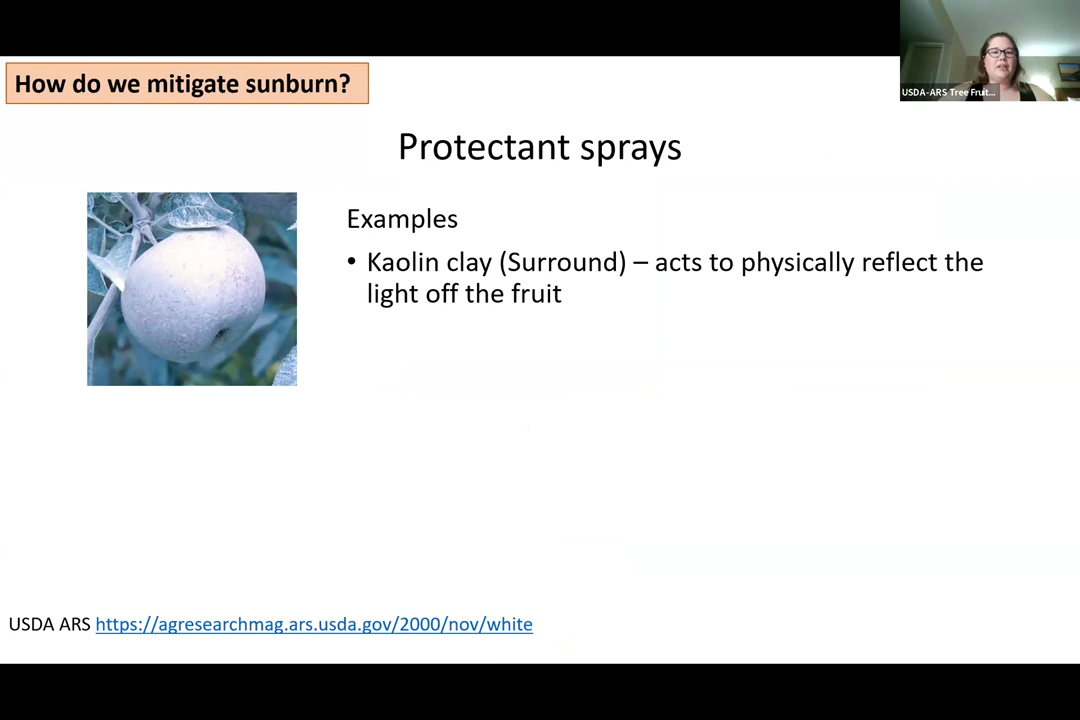 How do we mitigate sunburn?
USDA-ARS Tree Fruit...
Protectant sprays
Examples
• Kaolin clay (Surround) – acts to physically reflect the
light off the fruit
USDA ARS https://agresearchmag.ars.usda.gov/2000/nov/white